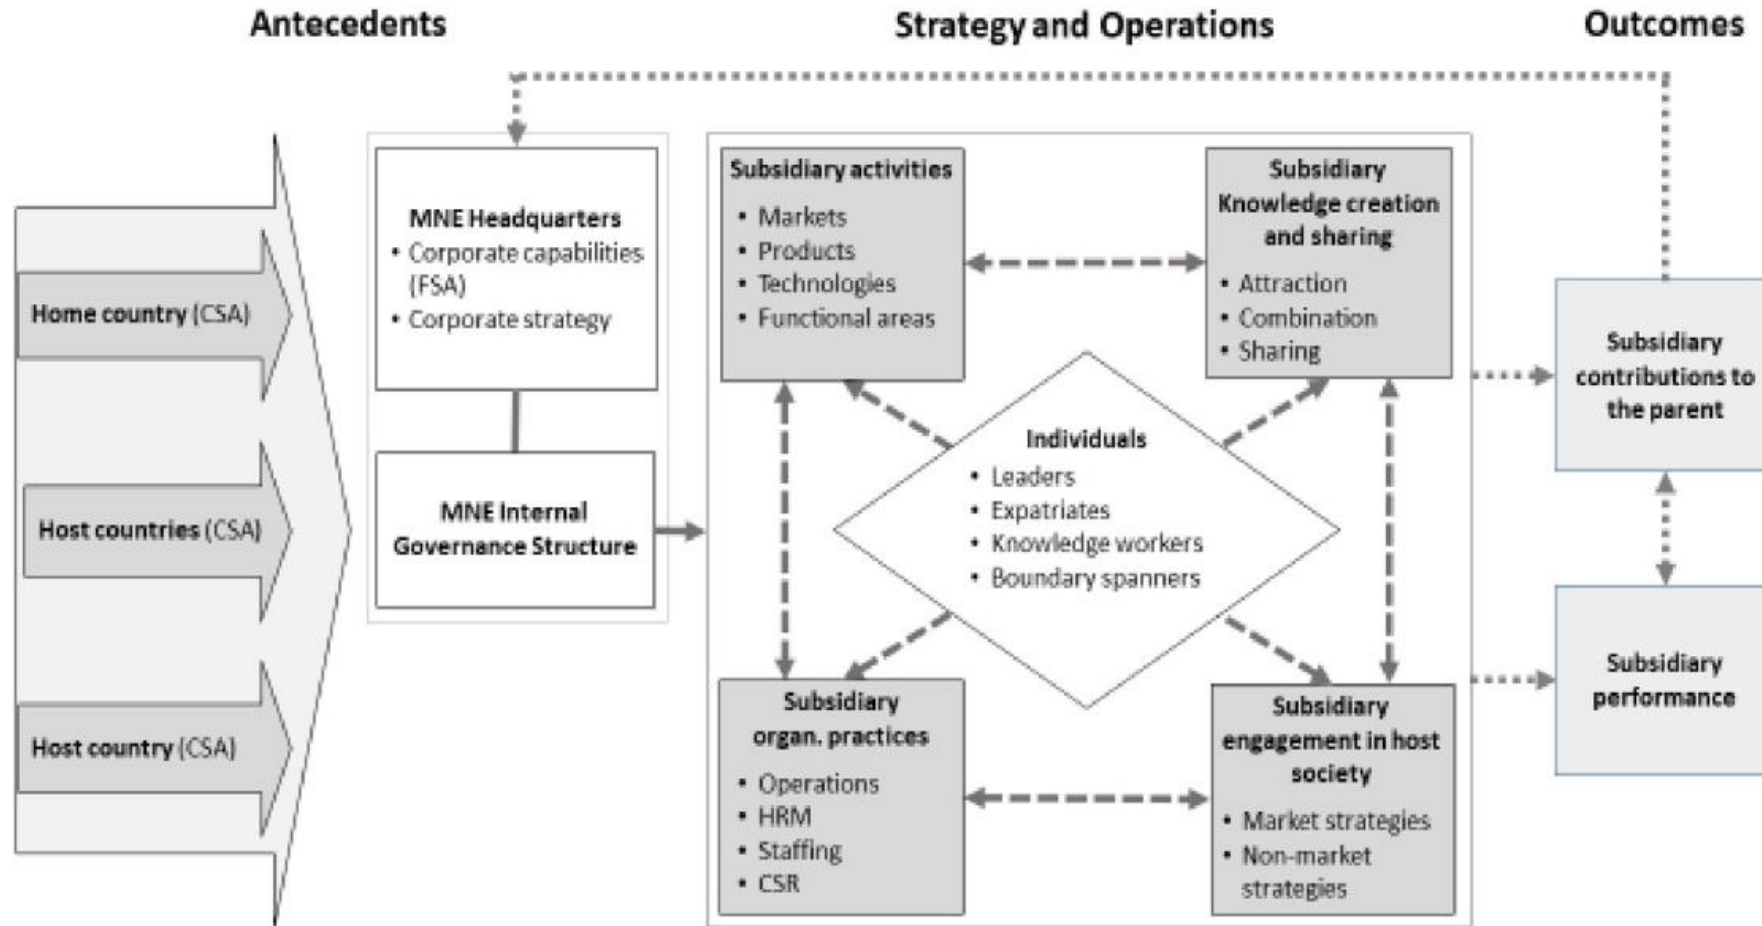 Antecedents
Strategy and Operations
Outcomes
Home country (CSA)
Host countries (CSA)
Host country (CSA)
MNE Headquarters
• Corporate capabilities
(FSA)
• Corporate strategy
MNE Internal
Governance Structure
Subsidiary activities
• Markets
• Products
• Technologies
• Functional areas
Subsidiary
Knowledge creation
and sharing
• Attraction
• Combination
• Sharing
Individuals
• Leaders
• Expatriates
• Knowledge workers
• Boundary spanners
Subsidiary
organ. practices
• Operations
• HRM
• Staffing
• CSR
Subsidiary
engagement in host
society
• Market strategies
• Non-market
strategies
Subsidiary
contributions to
the parent
Subsidiary
performance